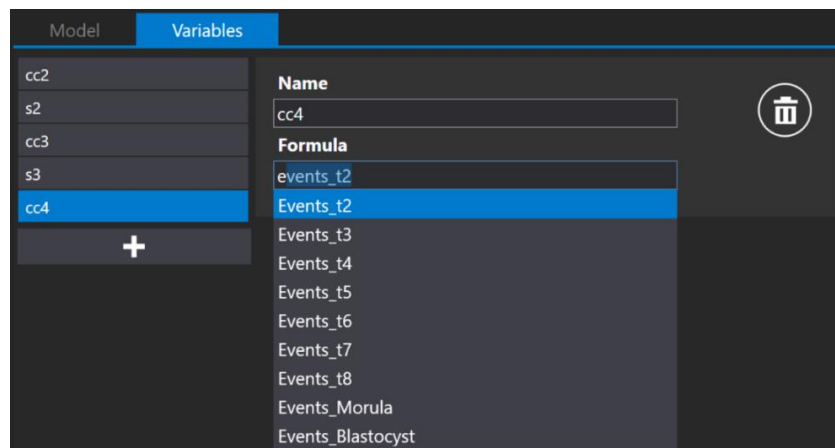 Model Variables
cc2
s2
cc3
s3
cc4
+
Name
cc4
Formula
events_t2
Events_t2
Events_t3
Events_t4
Events_t5
Events_t6
Events_t7
Events_t8
Events_Morula
Events_Blastocyst